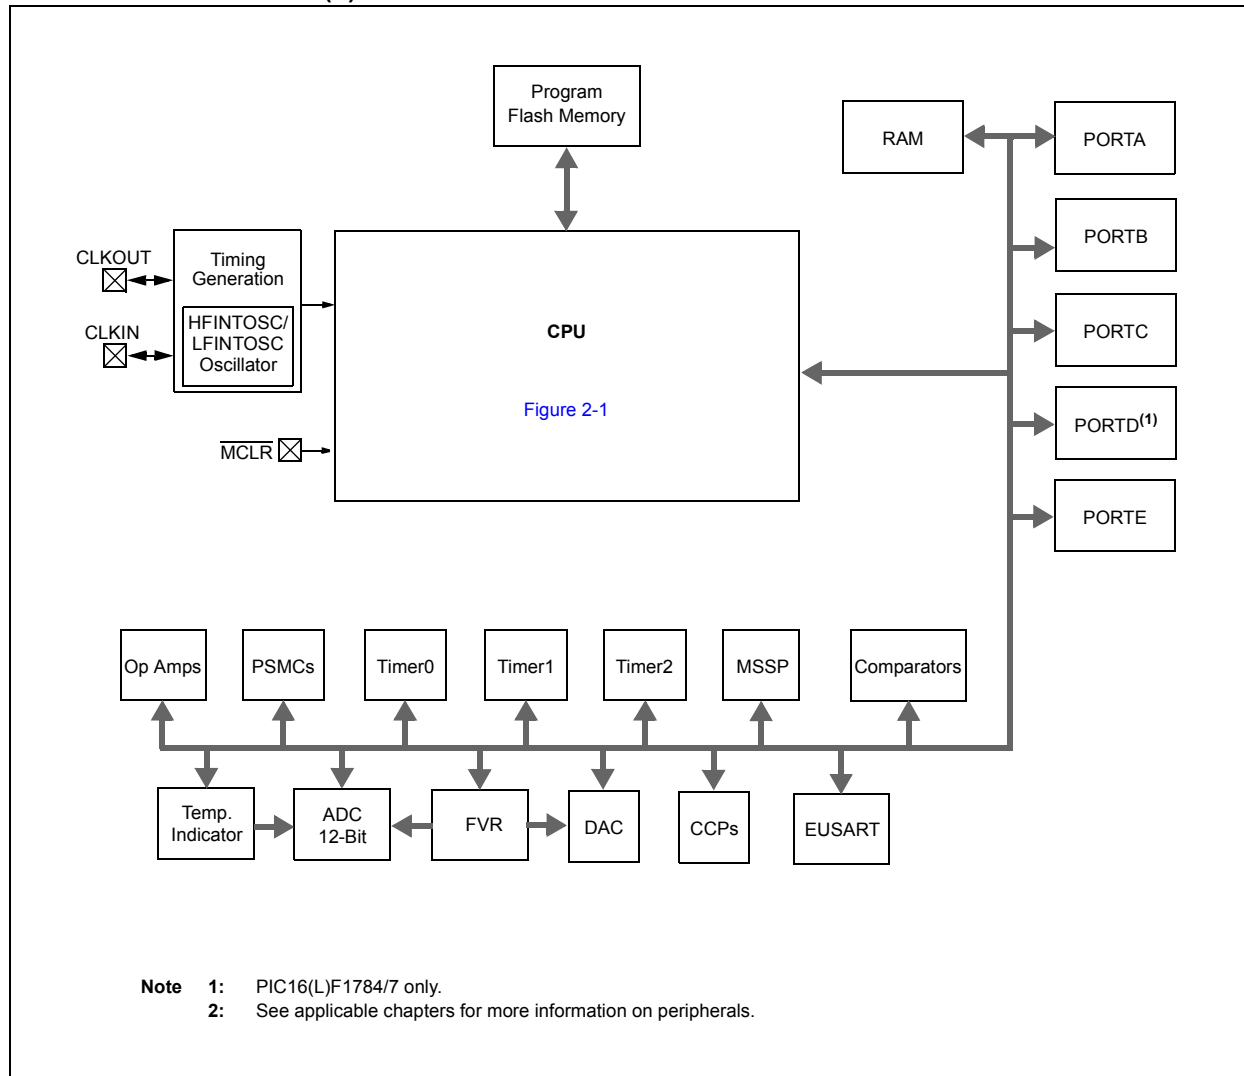 Program
Flash Memory
RAM
PORTA
PORTB
CLKOUT
Timing
Generation
HFINTOSC/
LFINTOSC
Oscillator
CLKIN
CPU
PORTC
Figure 2-1
PORTD(1)
MCLR
PORTE
Op Amps
PSMCs
Timer0
Timer1
Timer2
MSSP
Comparators
Temp.
Indicator
ADC
12-Bit
FVR
DAC
CCPs
EUSART
Note 1: PIC16(L)F1784/7 only.
2: See applicable chapters for more information on peripherals.